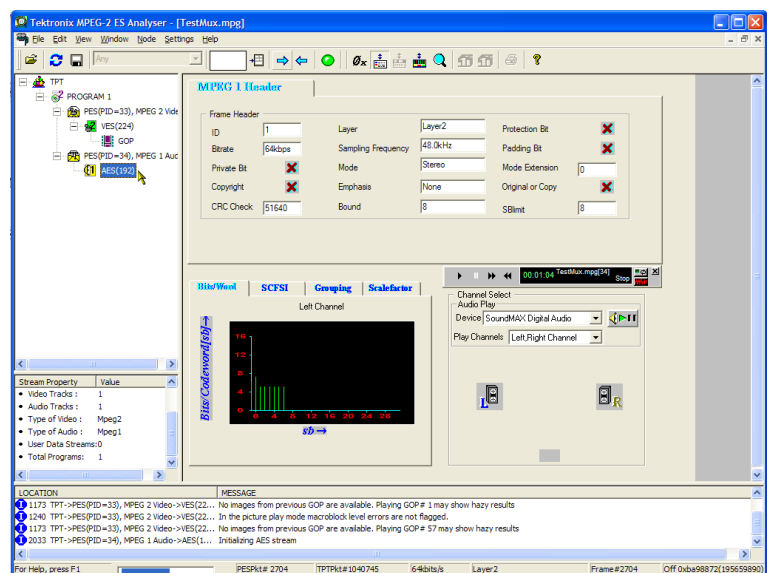 Tektronix MPEG-2 ES Analyser - [TestMux.mpg]
File Edit View Window Node Settings Help
Any
TPT
PROGRAM 1
PES(PID=33), MPEG 2 Vide
VES(224)
GOP
PES(PID=34), MPEG 1 Auc
AES(192)
MPEG 1 Header
Frame Header
ID 1 Layer Layer2 Protection Bit
Bitrate 64kbps Sampling Frequency 48.0kHz Padding Bit
Private Bit Mode Stereo Mode Extension 0
Copyright Emphasis None Original or Copy
CRC Check 51640 Bound 8 SBlimit 8
Bits/Word SCFSI Grouping Scalefactor
Left Channel
Bits/Codeword[sb]→
16
12
8
4
0
0 4 8 12 16 20 24 28
sb→
00:01:04 TestMux.mpg[34] Stop
Channel Select
Audio Play
Device SoundMAX Digital Audio
Play Channels Left,Right Channel
L R
Stream Property Value
Video Tracks : 1
Audio Tracks : 1
Type of Video : Mpeg2
Type of Audio : Mpeg1
User Data Streams:0
Total Programs: 1
LOCATION MESSAGE
1173 TPT->PES(PID=33), MPEG 2 Video->VES(22... No images from previous GOP are available. Playing GOP# 1 may show hazy results
1240 TPT->PES(PID=33), MPEG 2 Video->VES(22... In the picture play mode macroblock level errors are not flagged.
1173 TPT->PES(PID=33), MPEG 2 Video->VES(22... No images from previous GOP are available. Playing GOP# 57 may show hazy results
2033 TPT->PES(PID=34), MPEG 1 Audio->AES(1... Initializing AES stream
For Help, press F1 PESPkt# 2704 TPTPkt#1040745 64kbits/s Layer2 Frame#2704 Off 0xba98872(195659890)